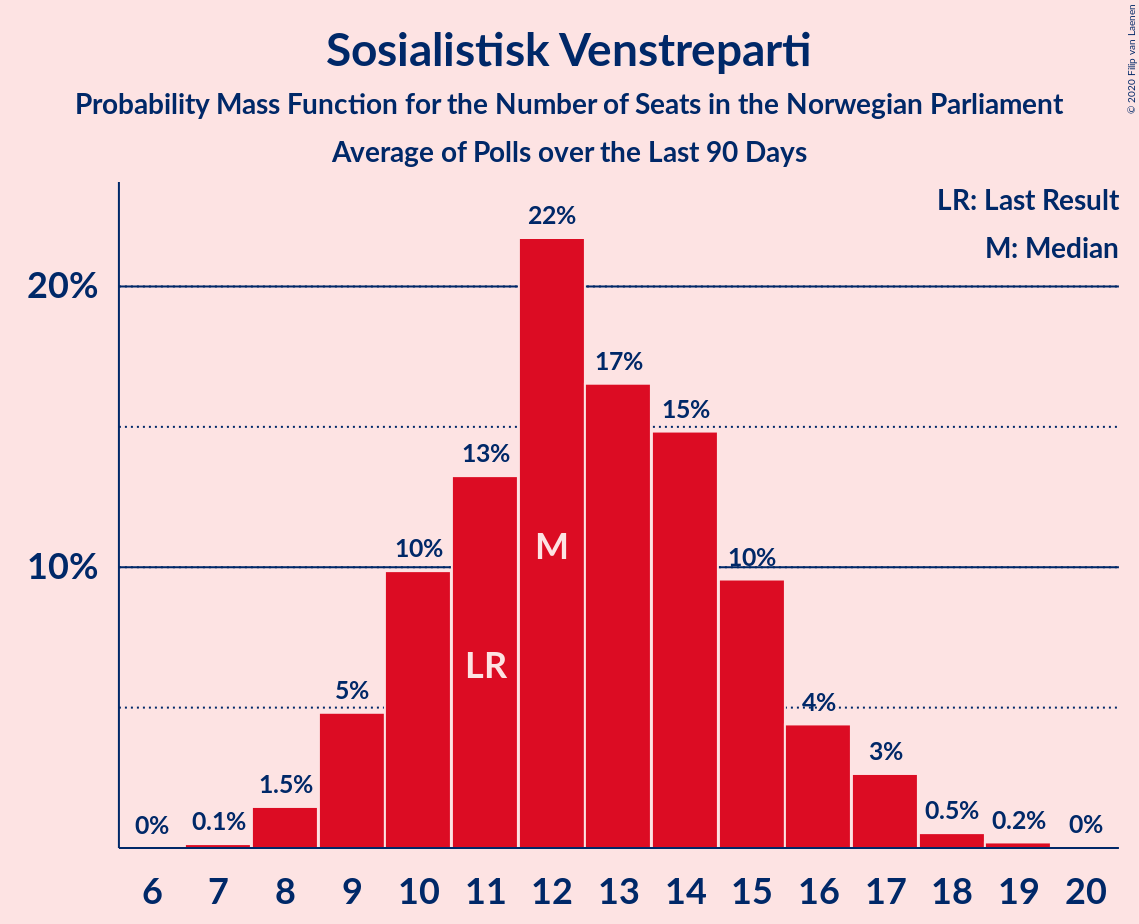 Sosialistisk Venstreparti
Probability Mass Function for the Number of Seats in the Norwegian Parliament
Average of Polls over the Last 90 Days
© 2020 Filip van Laenen
LR: Last Result
M: Median
20%
10%
0%
0.1%
1.5%
5%
10%
13%
22%
17%
15%
10%
4%
3%
0.5%
0.2%
0%
LR
M
6 7 8 9 10 11 12 13 14 15 16 17 18 19 20